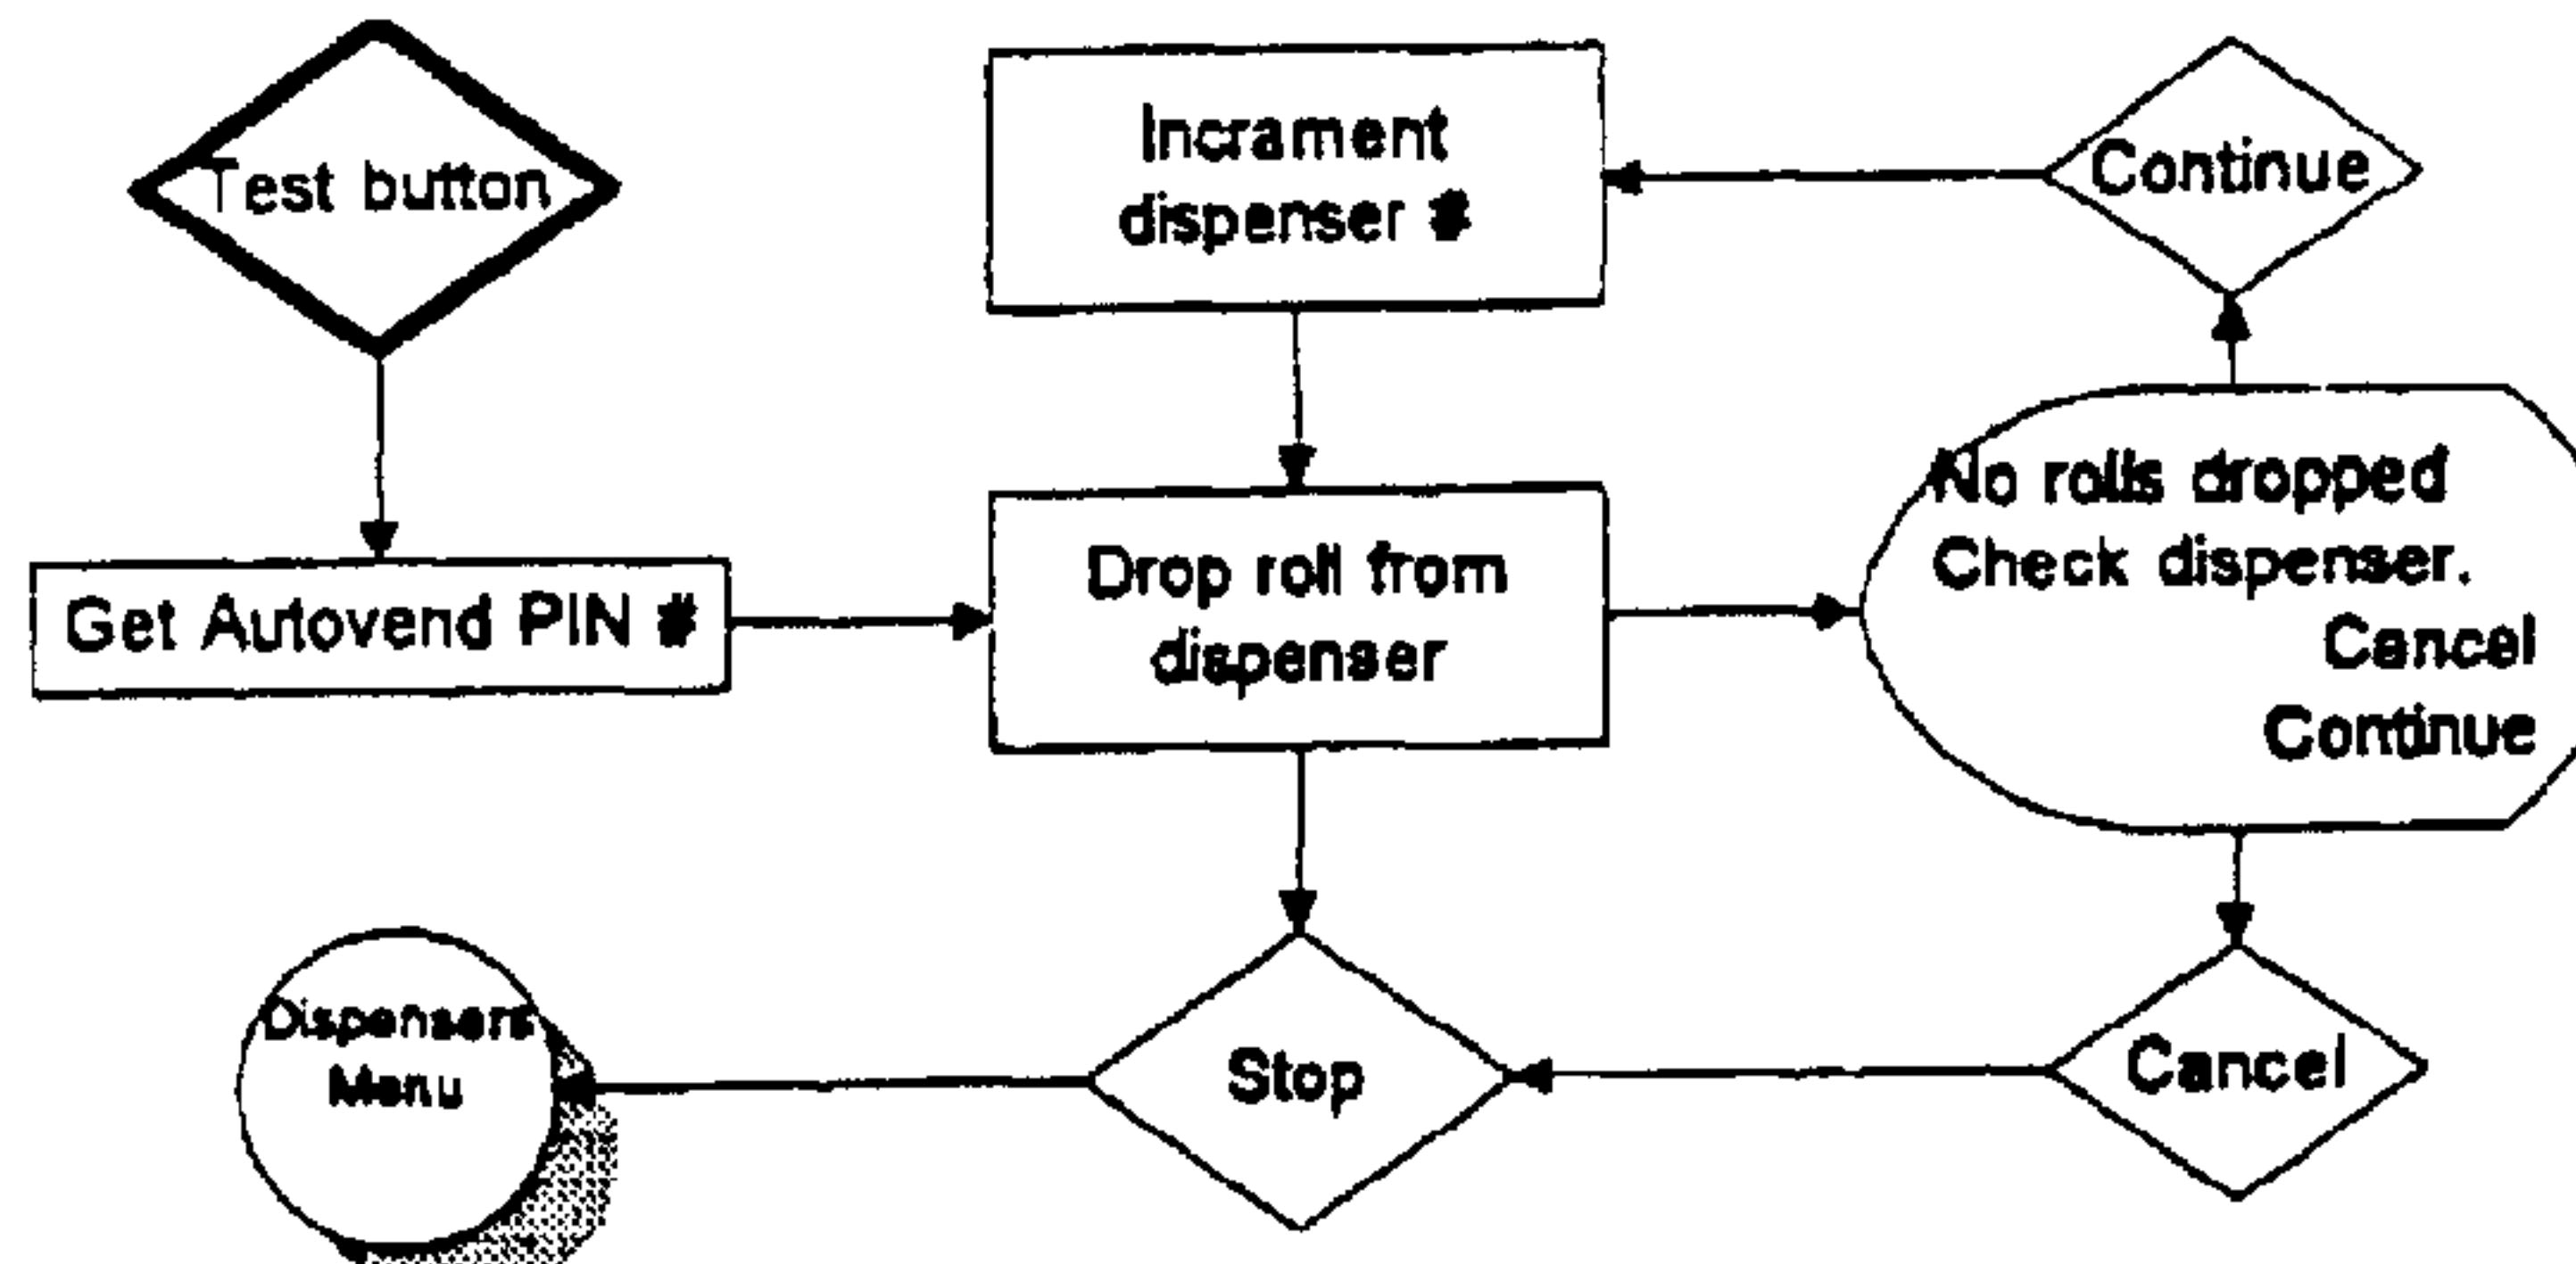 Test button
Incrament
dispenser #
Continue
Get Autovend PIN #
Drop roll from
dispenser
No rolls dropped
Check dispenser.
Cancel
Continue
Dispensers
Menu
Stop
Cancel